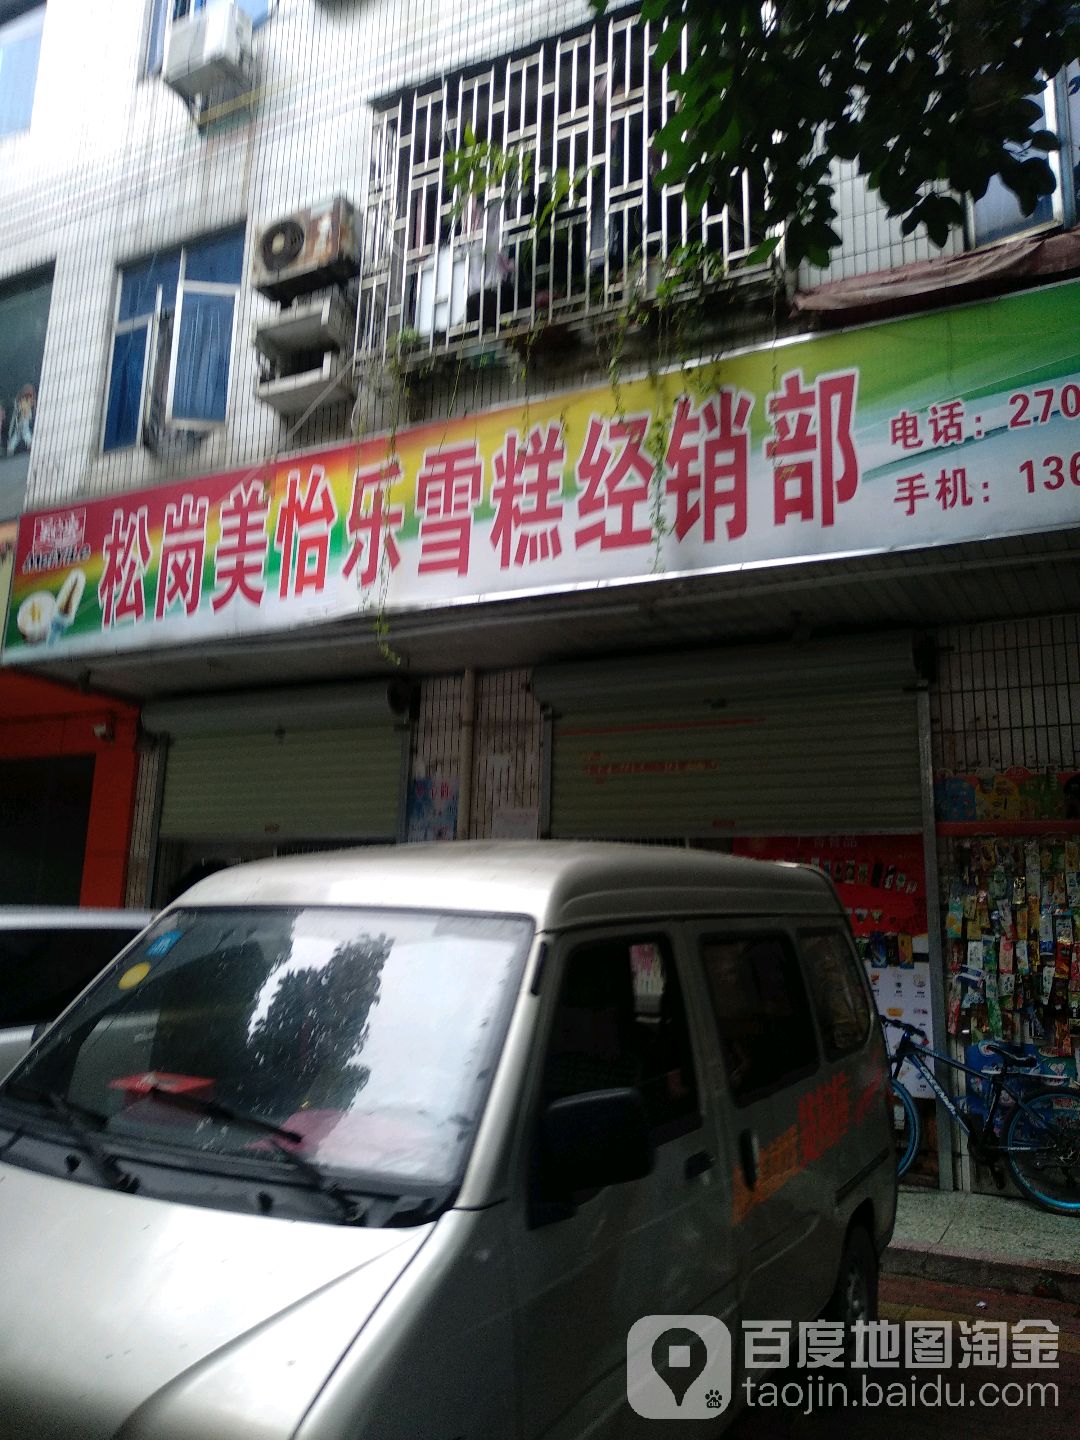 松岗美怡乐雪糕经销部
电话：270
手机：136
百度地图淘金
taojin.baidu.com